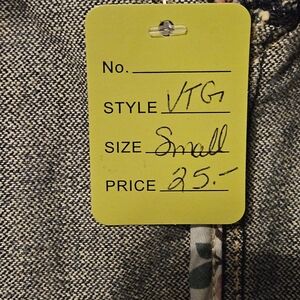 No.
STYLE VTG
SIZE Small
PRICE 25.-